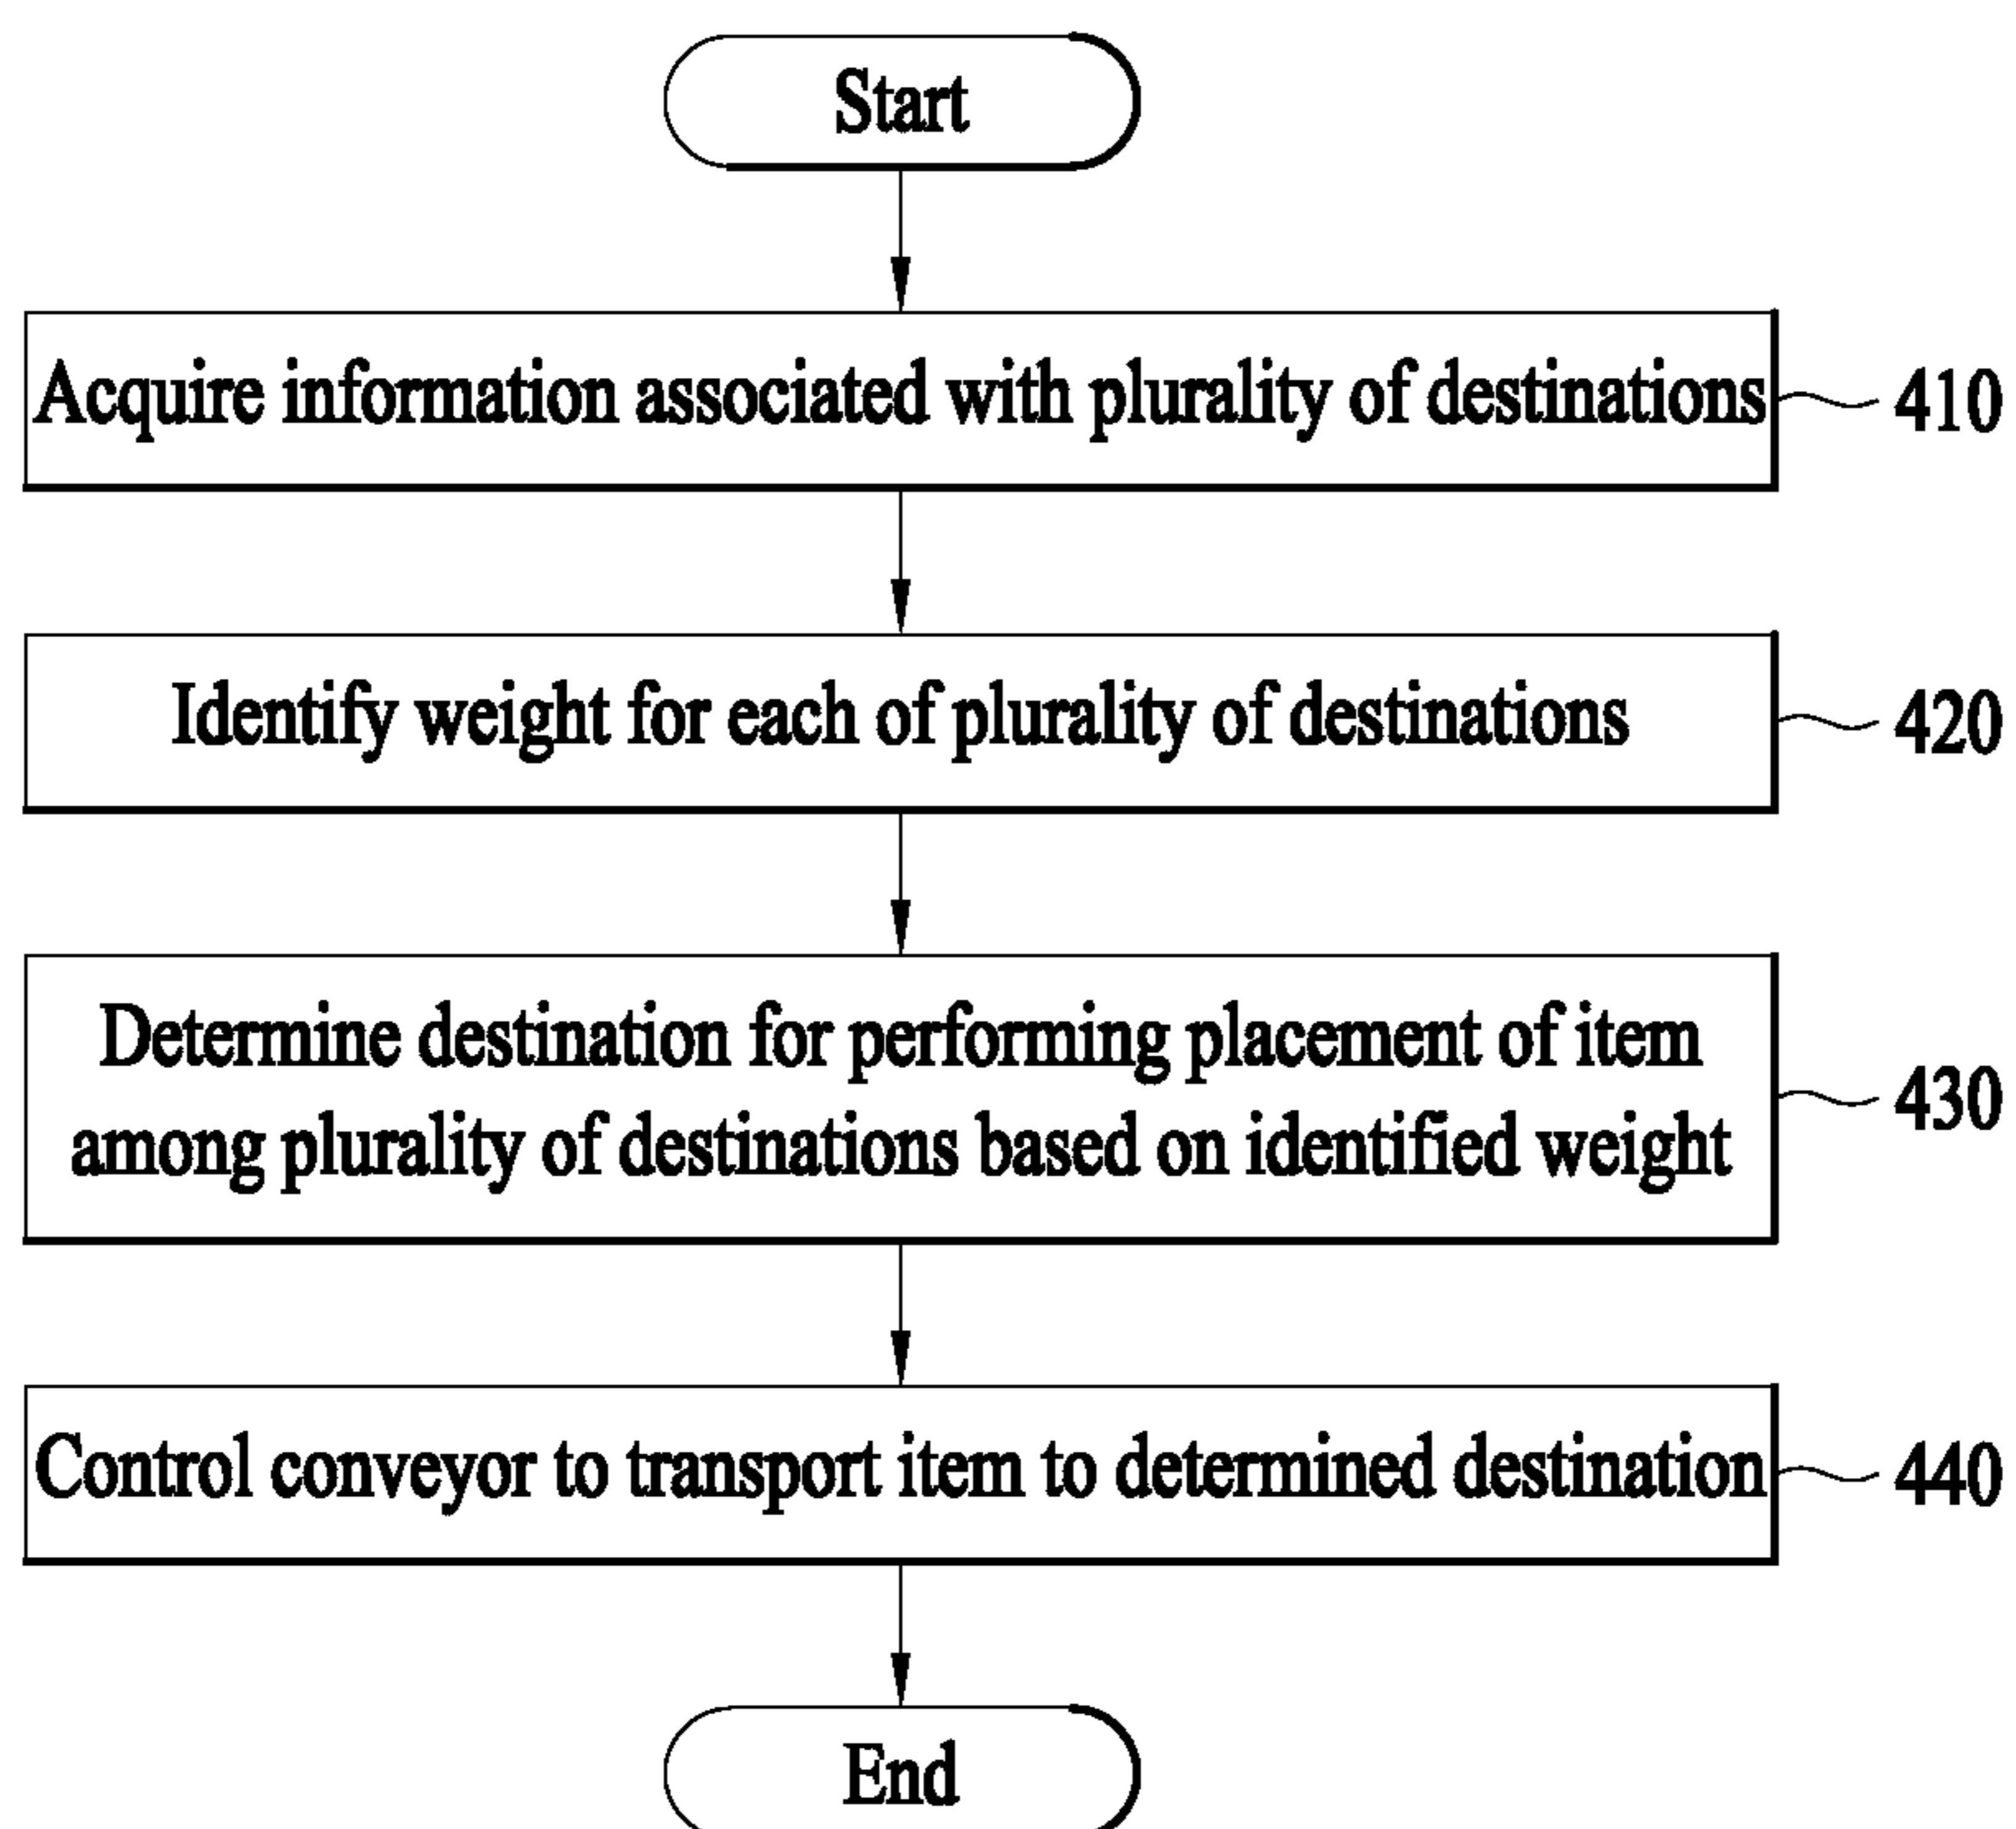 Start
Acquire information associated with plurality of destinations
410
Identify weight for each of plurality of destinations
420
Determine destination for performing placement of item
among plurality of destinations based on identified weight
430
Control conveyor to transport item to determined destination
440
End